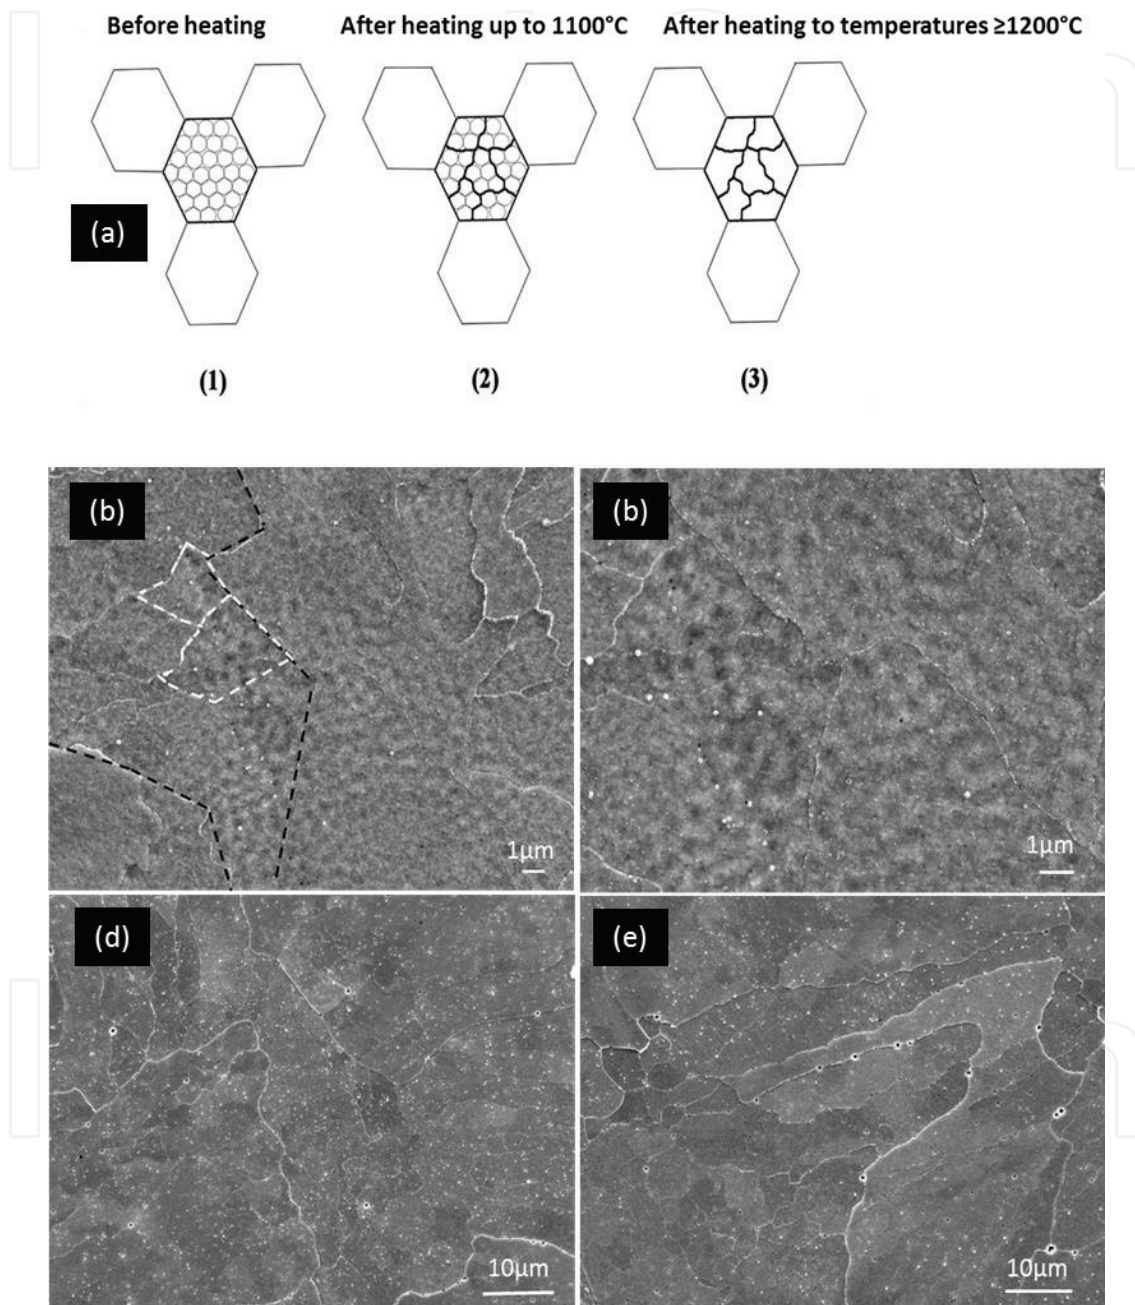 Before heating
After heating up to 1100°C
After heating to temperatures ≥1200°C
(a)
(1)
(2)
(3)
(b)
(b)
1µm
1µm
(d)
(e)
10µm
10µm